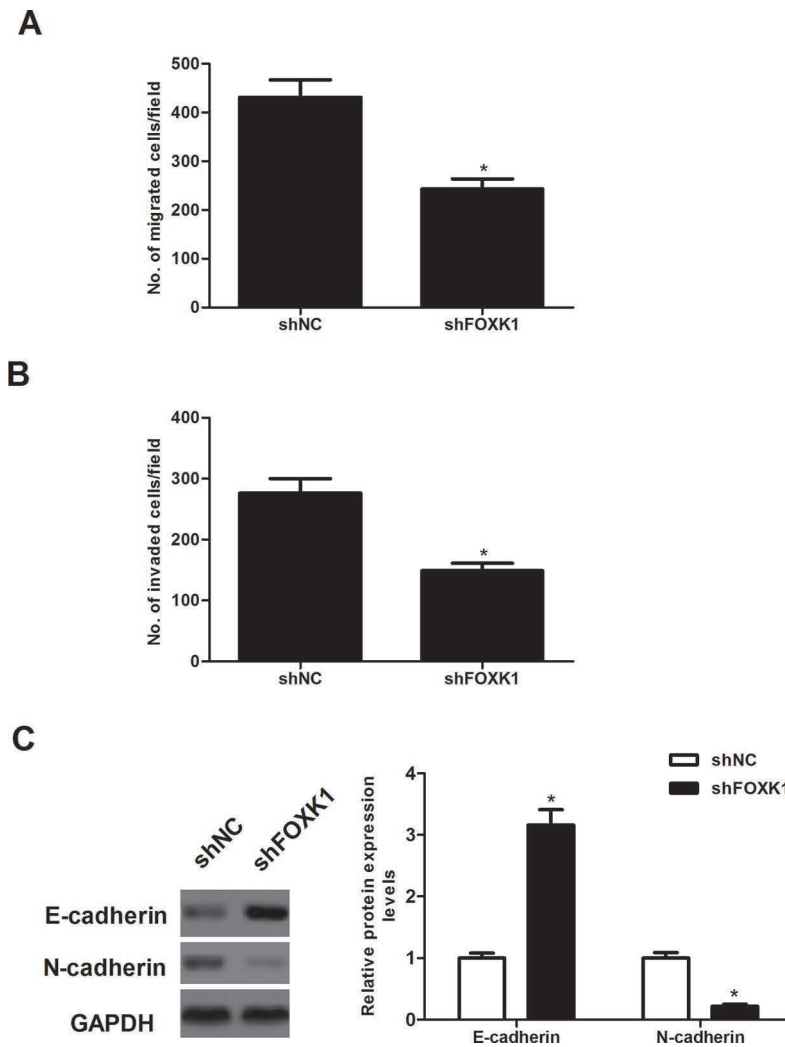 A
No. of migrated cells/field
500
400
300
200
100
0
*
shNC
shFOXK1
B
No. of invaded cells/field
400
300
200
100
0
*
shNC
shFOXK1
C
shNC
shFOXK1
E-cadherin
N-cadherin
GAPDH
Relative protein expression
levels
4
3
2
1
0
*
*
E-cadherin
N-cadherin
shNC
shFOXK1